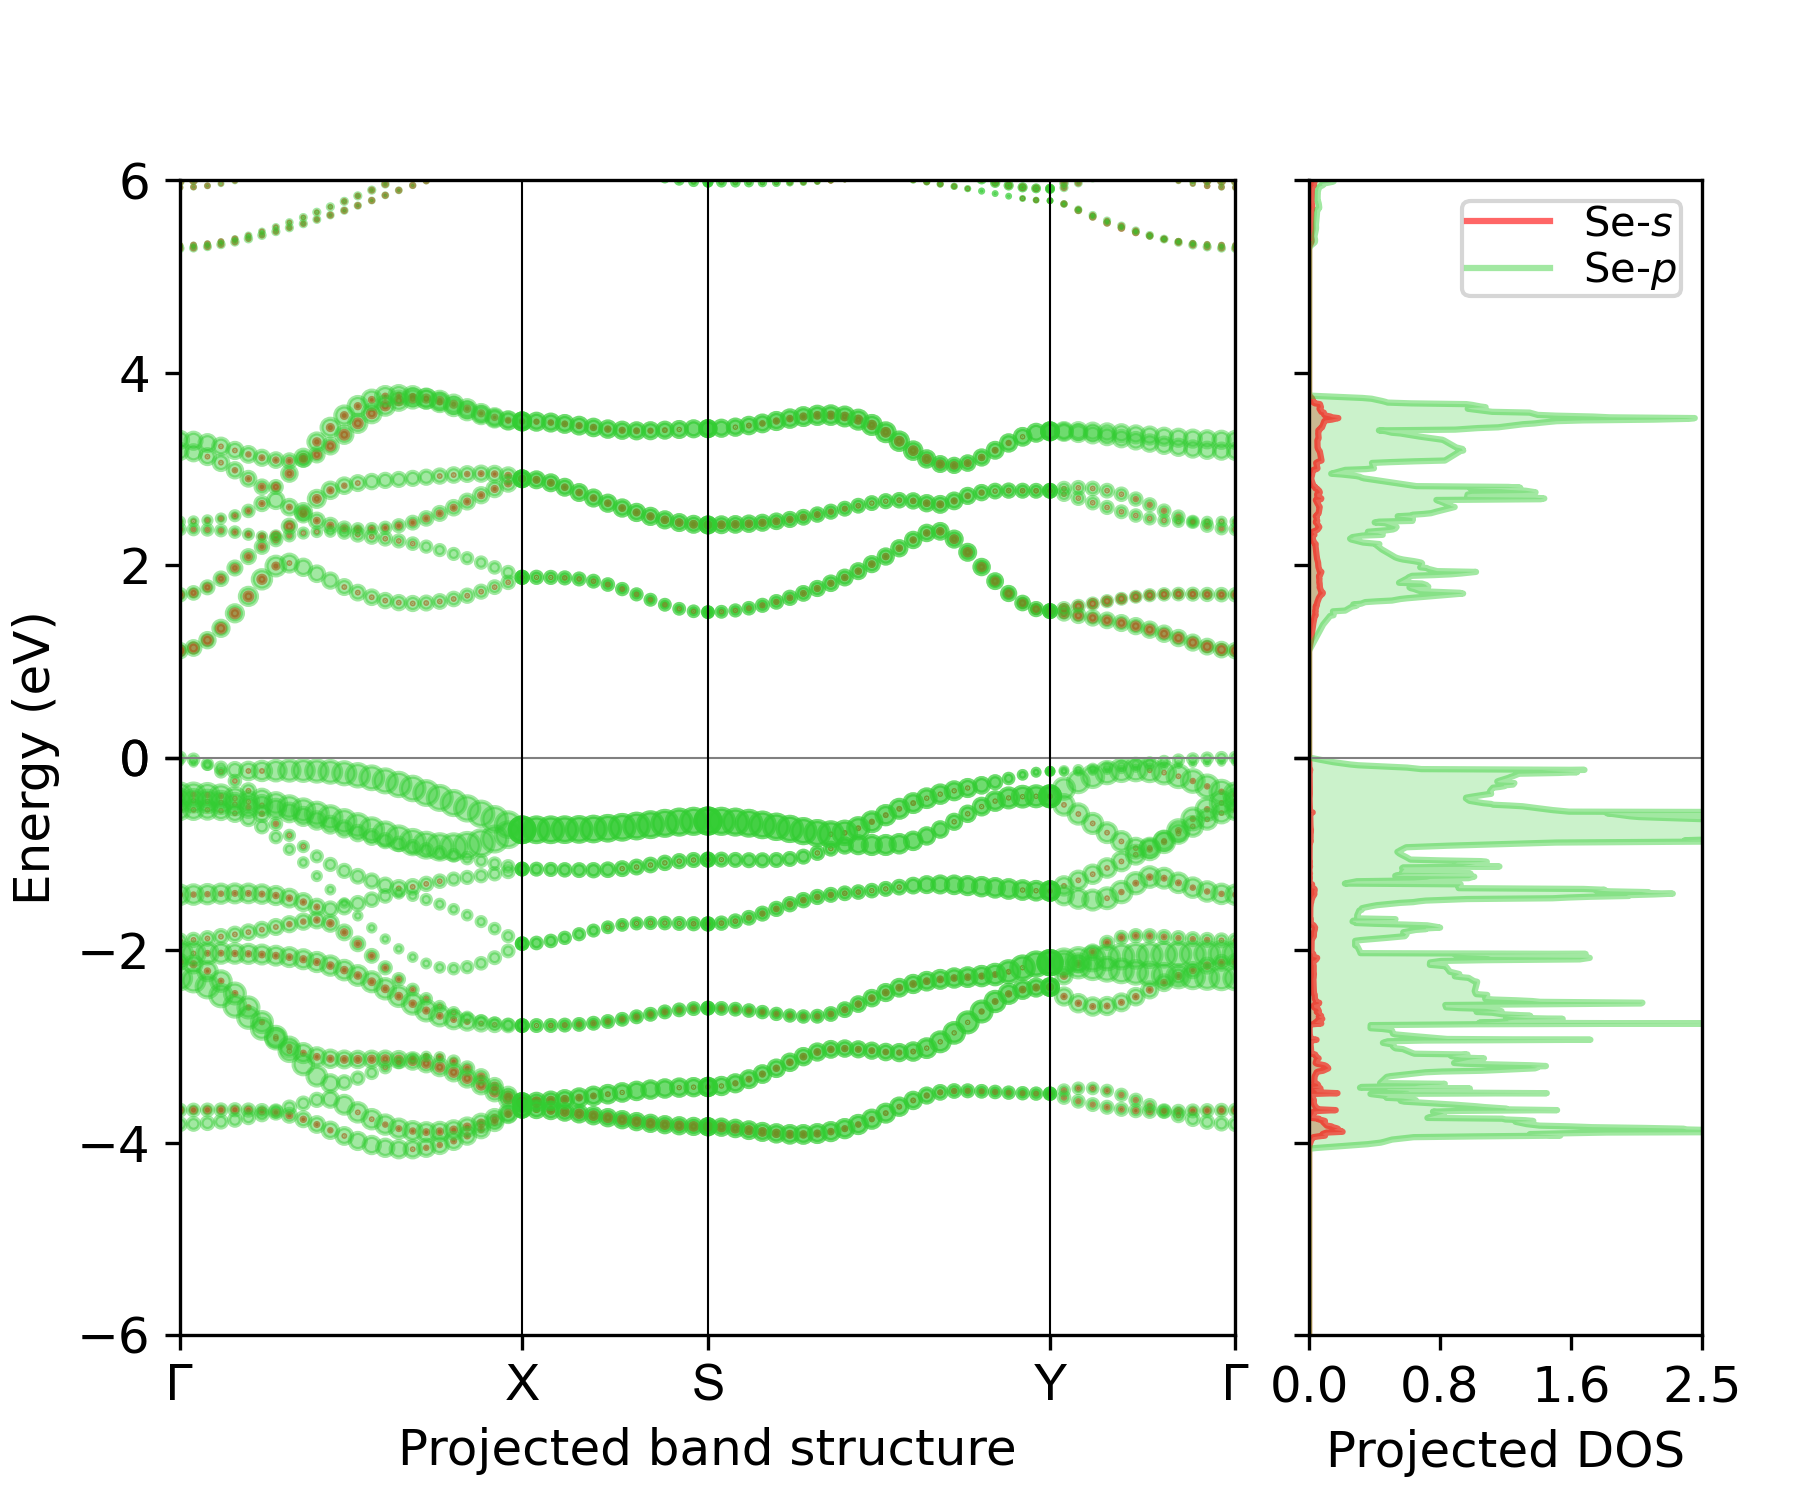 6
4
2
0
−2
−4
−6
Energy (eV)
Γ X S Y Γ
Projected band structure
Se-s
Se-p
0.0 0.8 1.6 2.5
Projected DOS